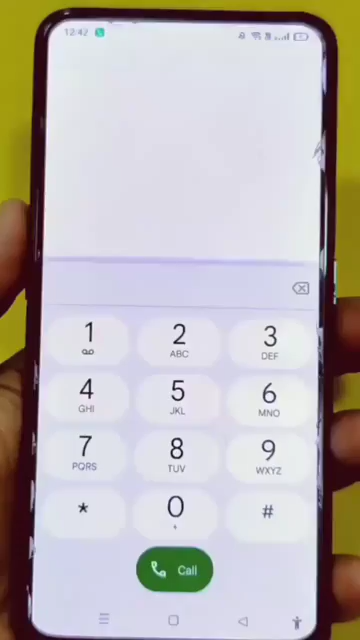 12:42
1
2
ABC
3
DEF
4
GHI
5
JKL
6
MNO
7
PQRS
8
TUV
9
WXYZ
*
0
+
#
Call